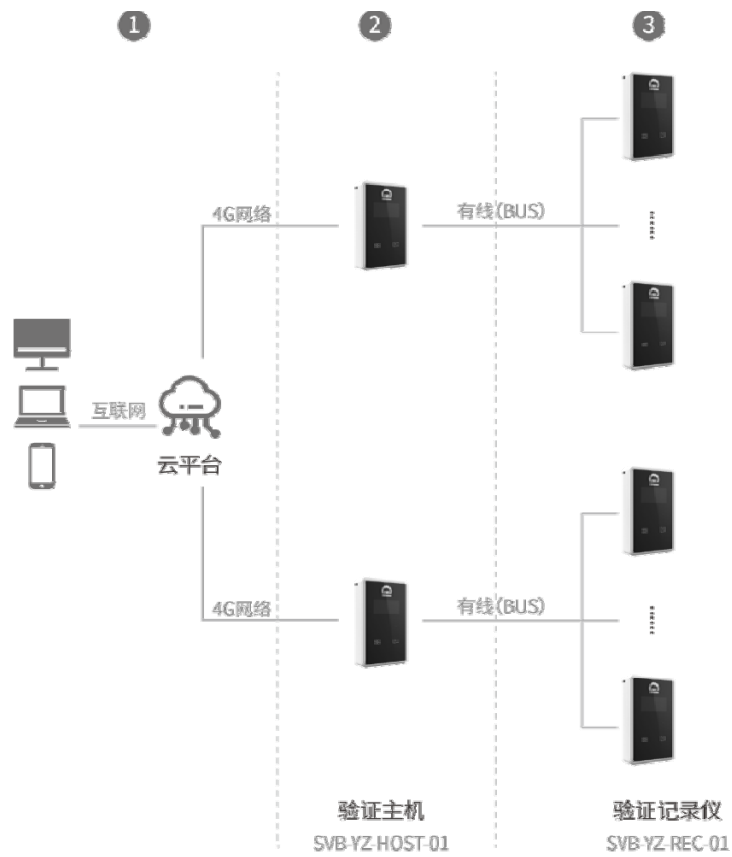 1
2
3
4G网络
有线(BUS)
互联网
云平台
4G网络
有线(BUS)
验证主机
验证记录仪
SVB-YZ-HOST-01
SVB-YZ-REC-01